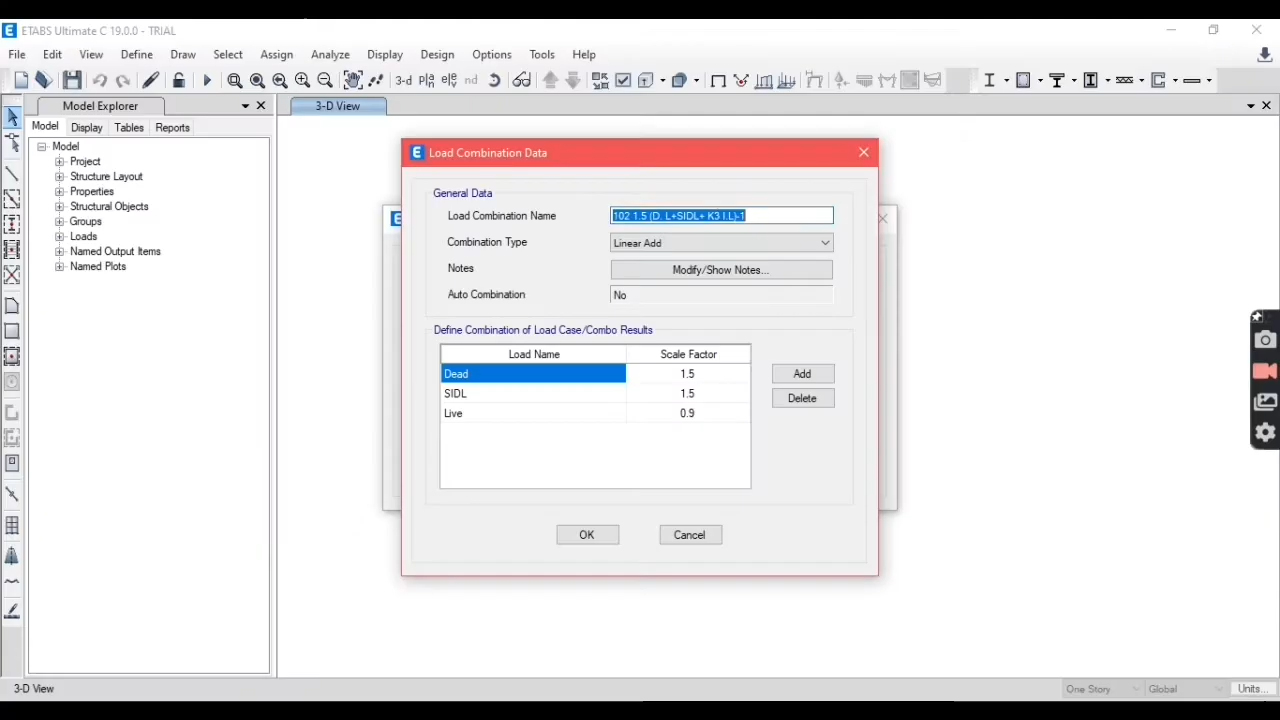 ETABS Ultimate C 19.0.0 - TRIAL
File Edit View Define Draw Select Assign Analyze Display Design Options Tools Help
3-d nd
Model Explorer
3-D View
Model Display Tables Reports
Model
Project
Structure Layout
Properties
Structural Objects
Groups
Loads
Named Output Items
Named Plots
Load Combination Data
General Data
Load Combination Name 102 1.5 (D. L+SIDL+ K3 I.L)-1
Combination Type Linear Add
Notes Modify/Show Notes...
Auto Combination No
Define Combination of Load Case/Combo Results
Load Name Scale Factor
Dead 1.5 Add
SIDL 1.5 Delete
Live 0.9
OK Cancel
3-D View One Story Global Units...